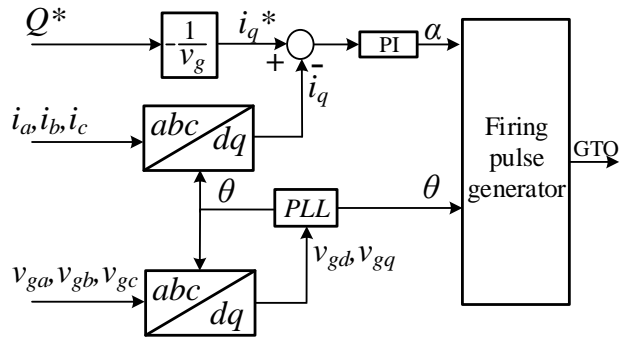 Q*
- 1 / v_g
i_q*
+
-
PI
α
i_q
i_a,i_b,i_c
abc
dq
Firing
pulse
generator
GTO
θ
PLL
θ
v_gd,v_gq
v_ga,v_gb,v_gc
abc
dq